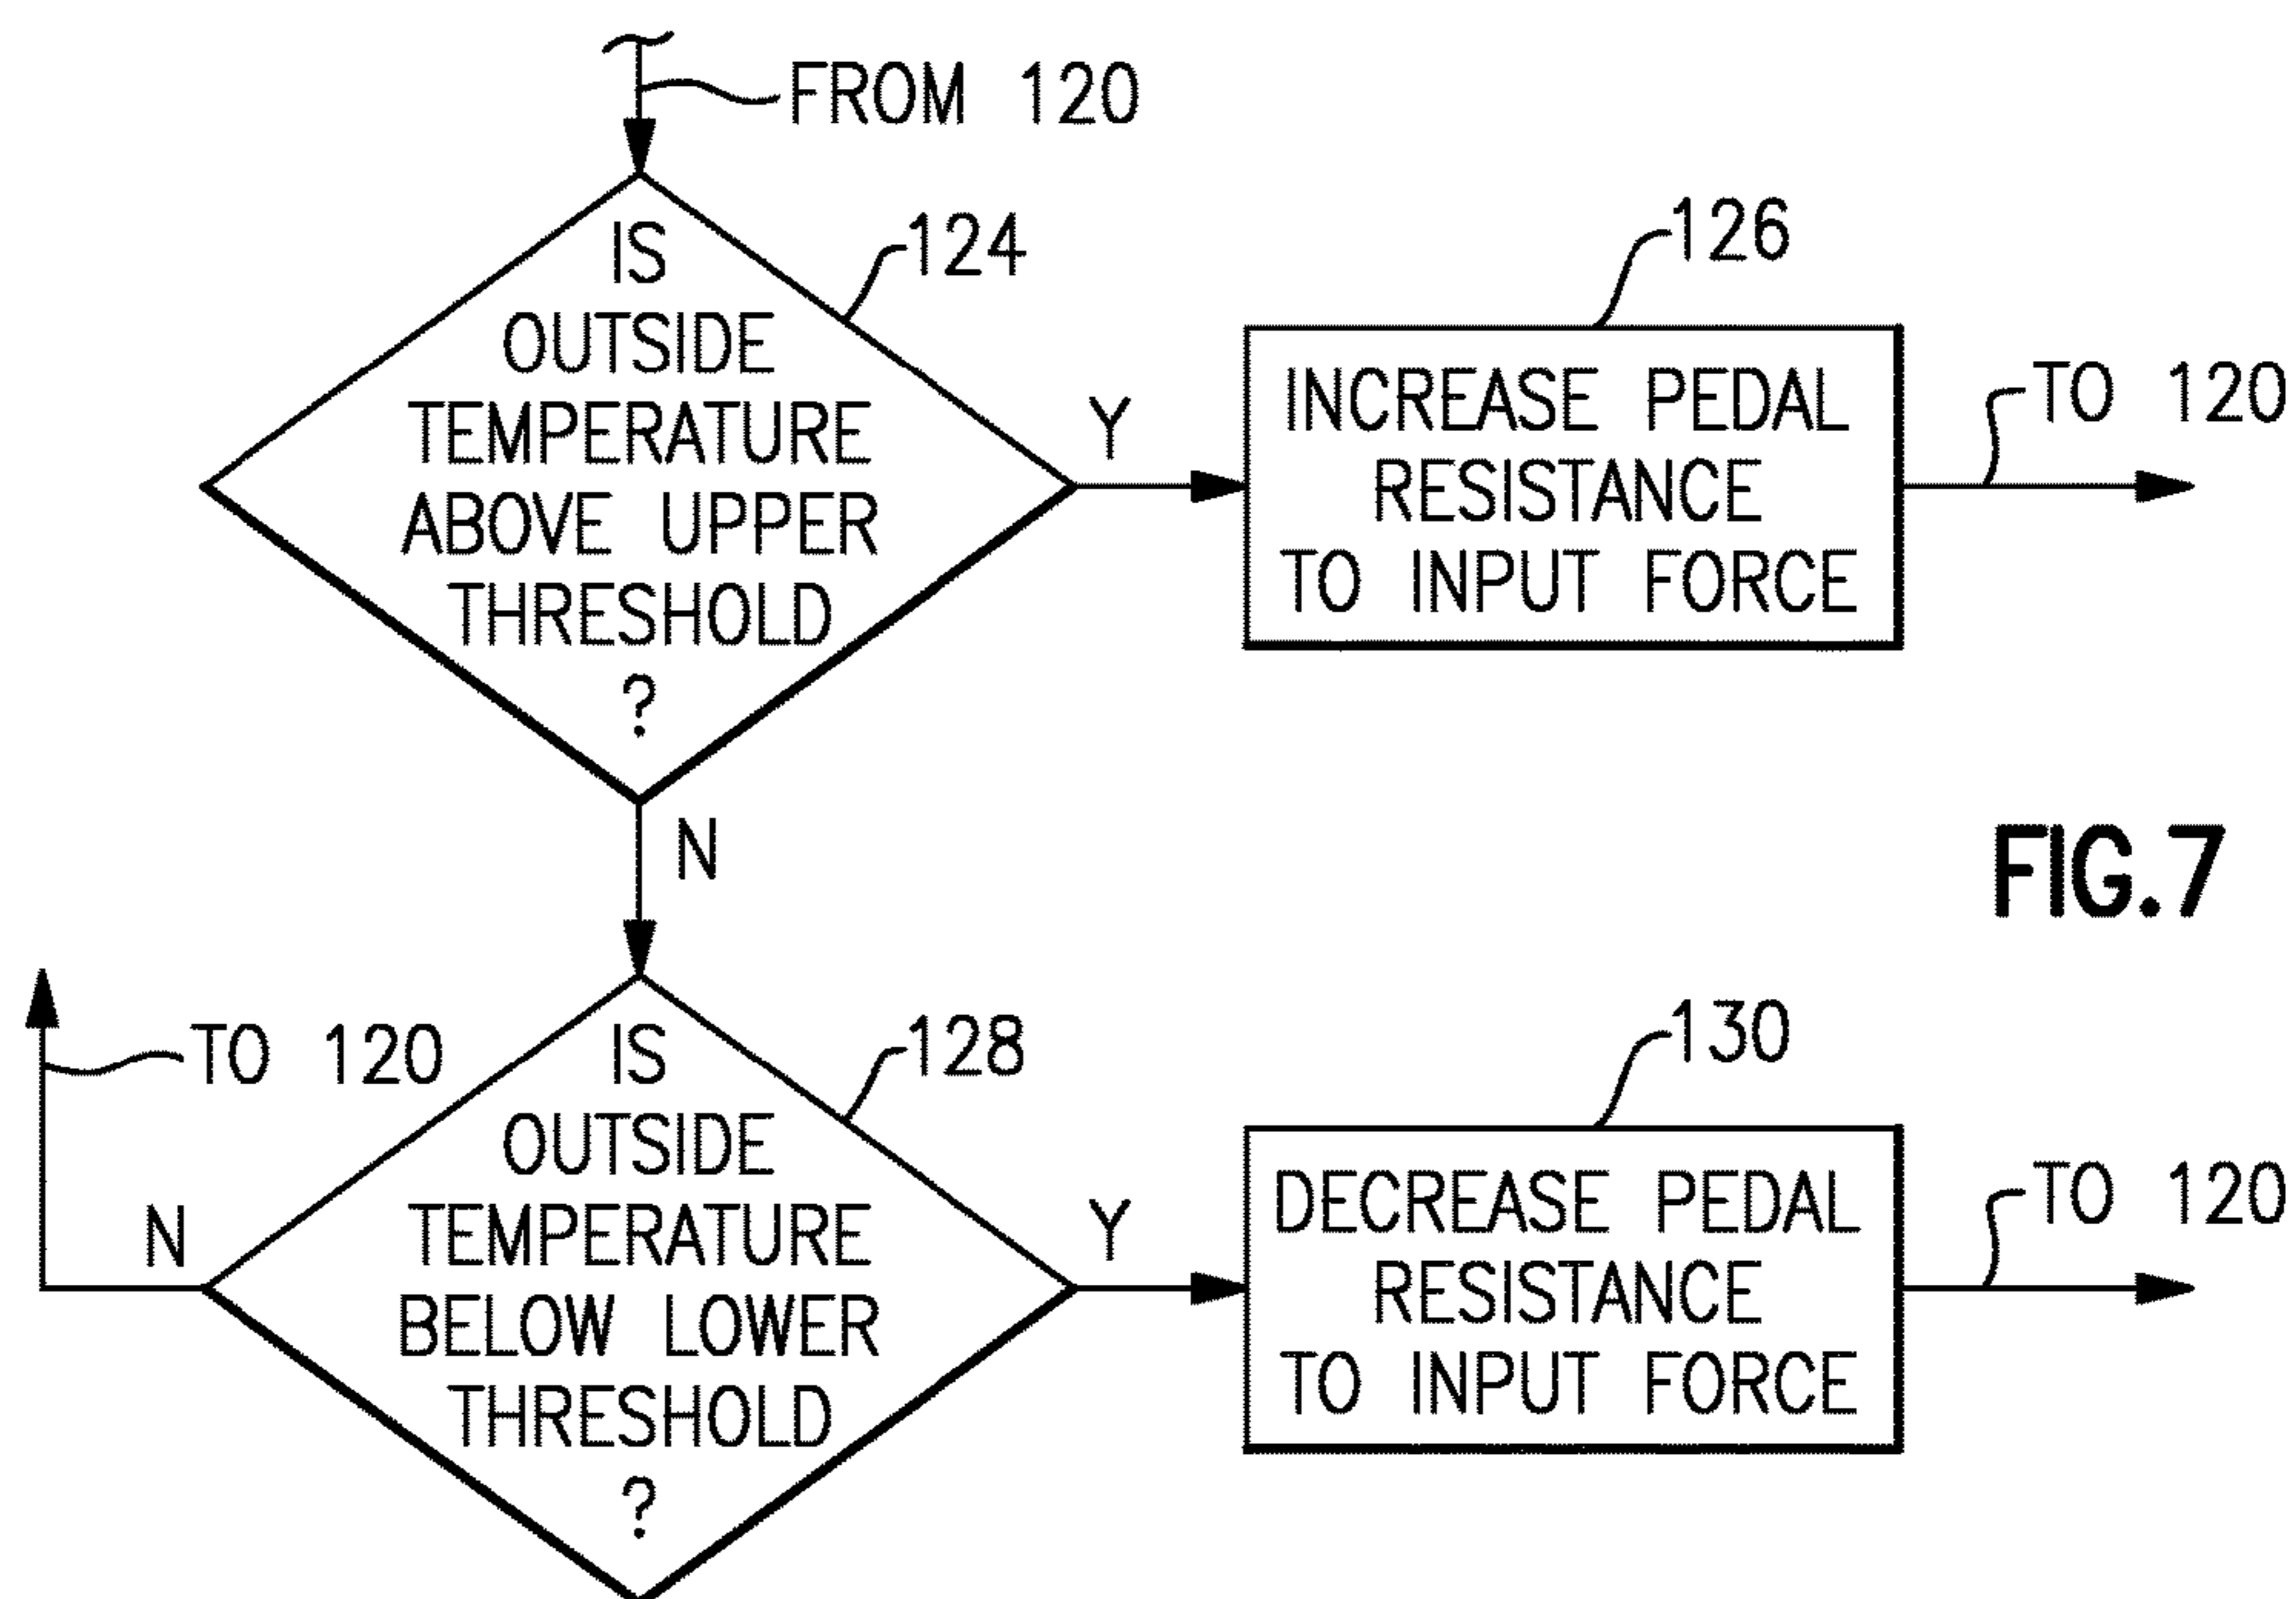 FROM 120
IS
OUTSIDE
TEMPERATURE
ABOVE UPPER
THRESHOLD
?
124
Y
126
INCREASE PEDAL
RESISTANCE
TO INPUT FORCE
TO 120
N
FIG.7
TO 120
N
IS
OUTSIDE
TEMPERATURE
BELOW LOWER
THRESHOLD
?
128
Y
130
DECREASE PEDAL
RESISTANCE
TO INPUT FORCE
TO 120